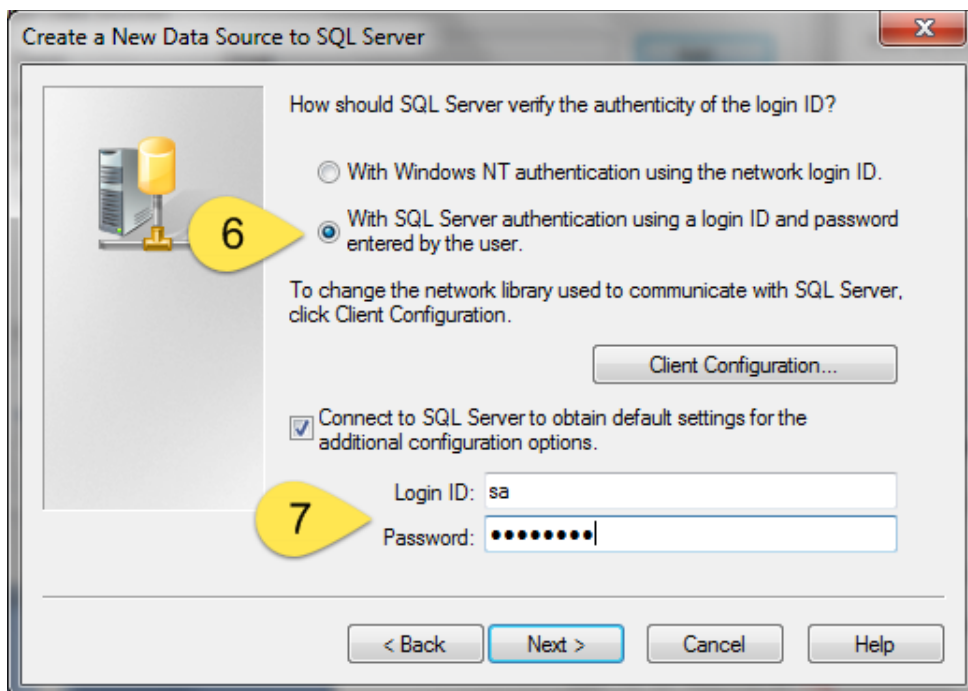 Create a New Data Source to SQL Server
How should SQL Server verify the authenticity of the login ID?
With Windows NT authentication using the network login ID.
6
With SQL Server authentication using a login ID and password
entered by the user.
To change the network library used to communicate with SQL Server,
click Client Configuration.
Client Configuration...
Connect to SQL Server to obtain default settings for the
additional configuration options.
Login ID: sa
7
Password: ••••••••
< Back Next > Cancel Help